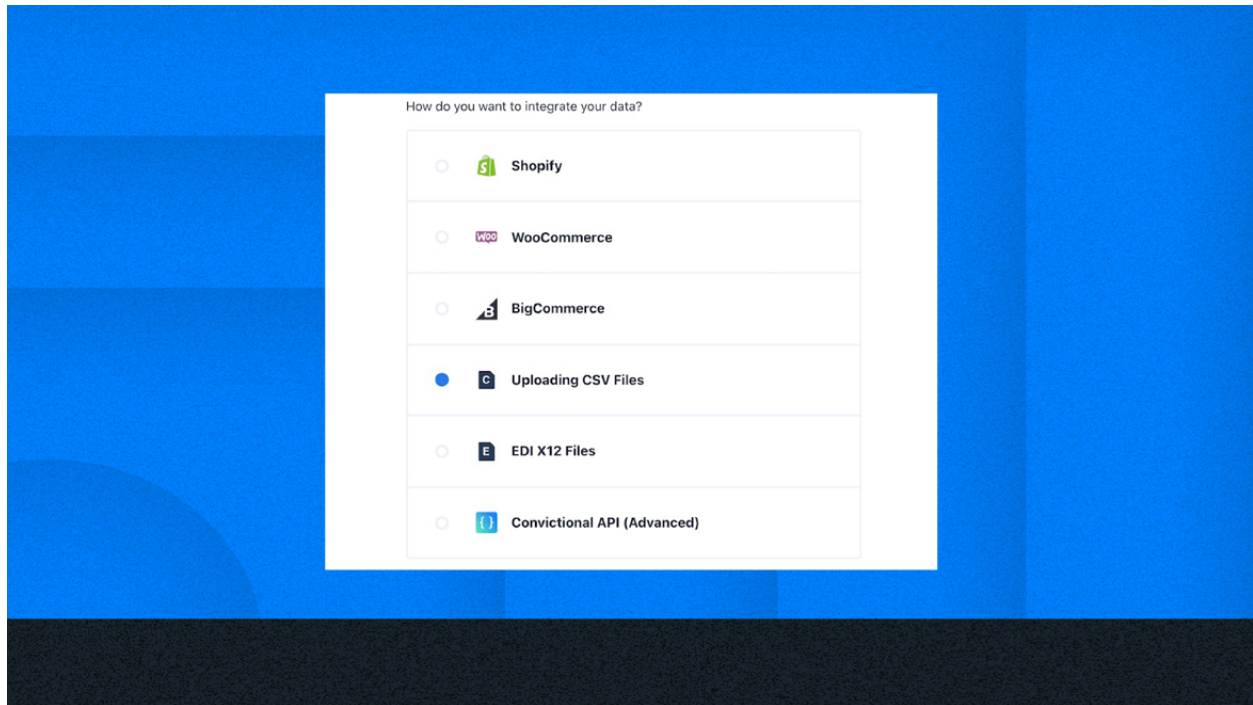 How do you want to integrate your data?
Shopify
Woo WooCommerce
B BigCommerce
C Uploading CSV Files
E EDI X12 Files
{ } Convictional API (Advanced)